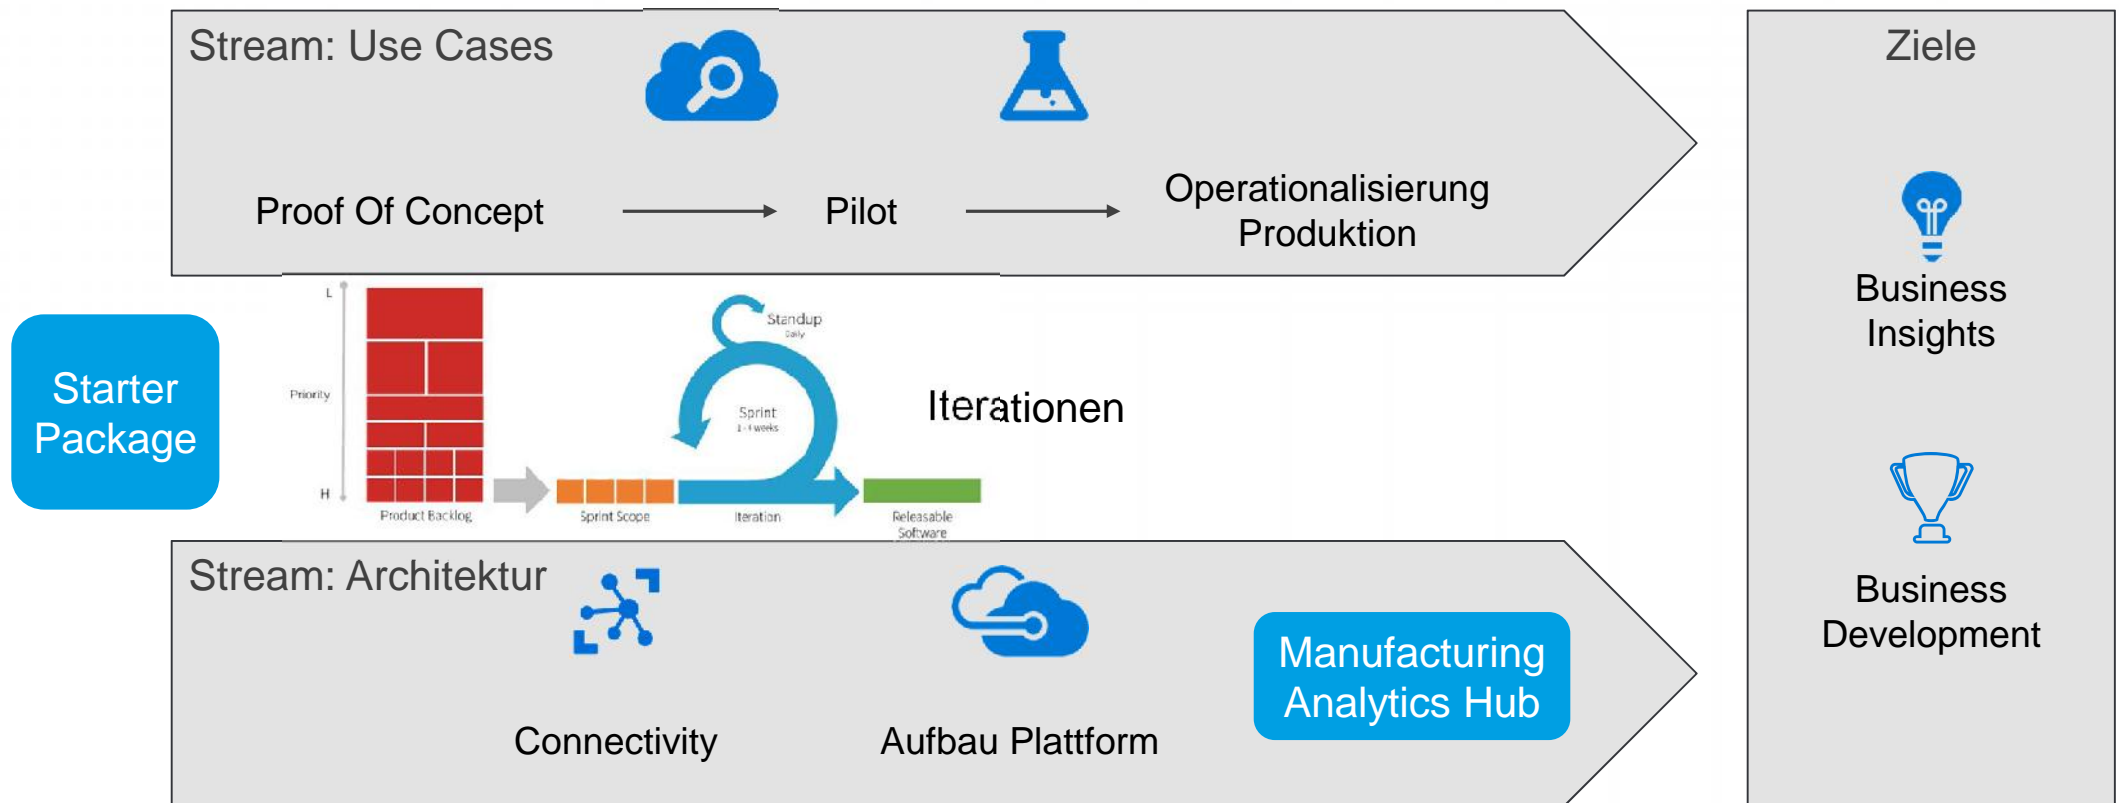 Stream: Use Cases
Proof Of Concept
Pilot
Operationalisierung
Produktion
Starter
Package
L
Priority
H
Product Backlog
Sprint Scope
Standup
Daily
Sprint
1 - 4 weeks
Iteration
Releasable
Software
Iterationen
Stream: Architektur
Connectivity
Aufbau Plattform
Manufacturing
Analytics Hub
Ziele
Business
Insights
Business
Development